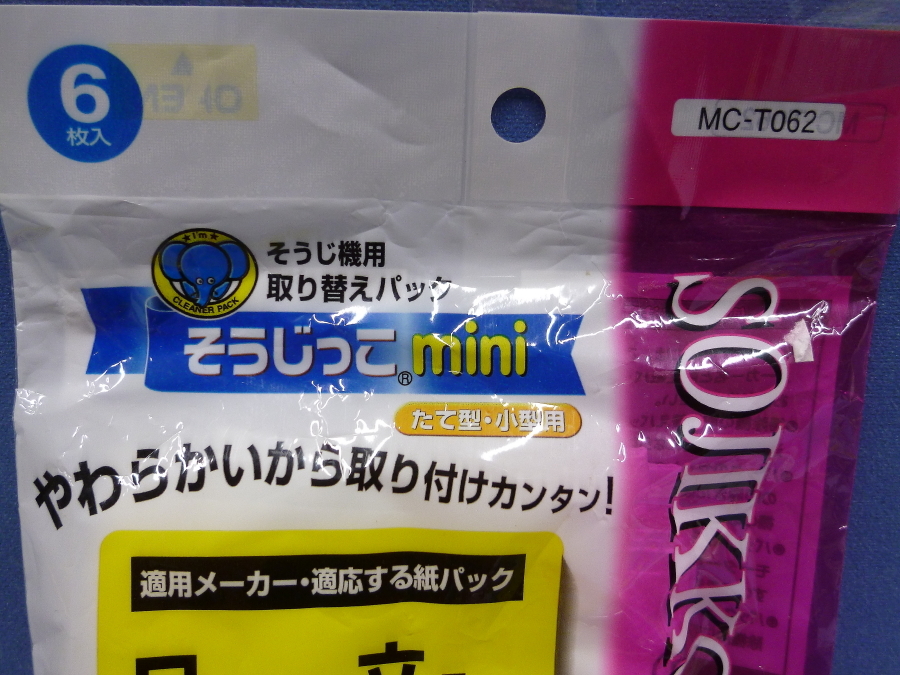 6
枚入
MC-T062
I'm
CLEANER PACK
そうじ機用
取り替えパック
そうじっこ® mini
たて型・小型用
やわらかいから取り付けカンタン!
適用メーカー・適応する紙パック
SOJIKK